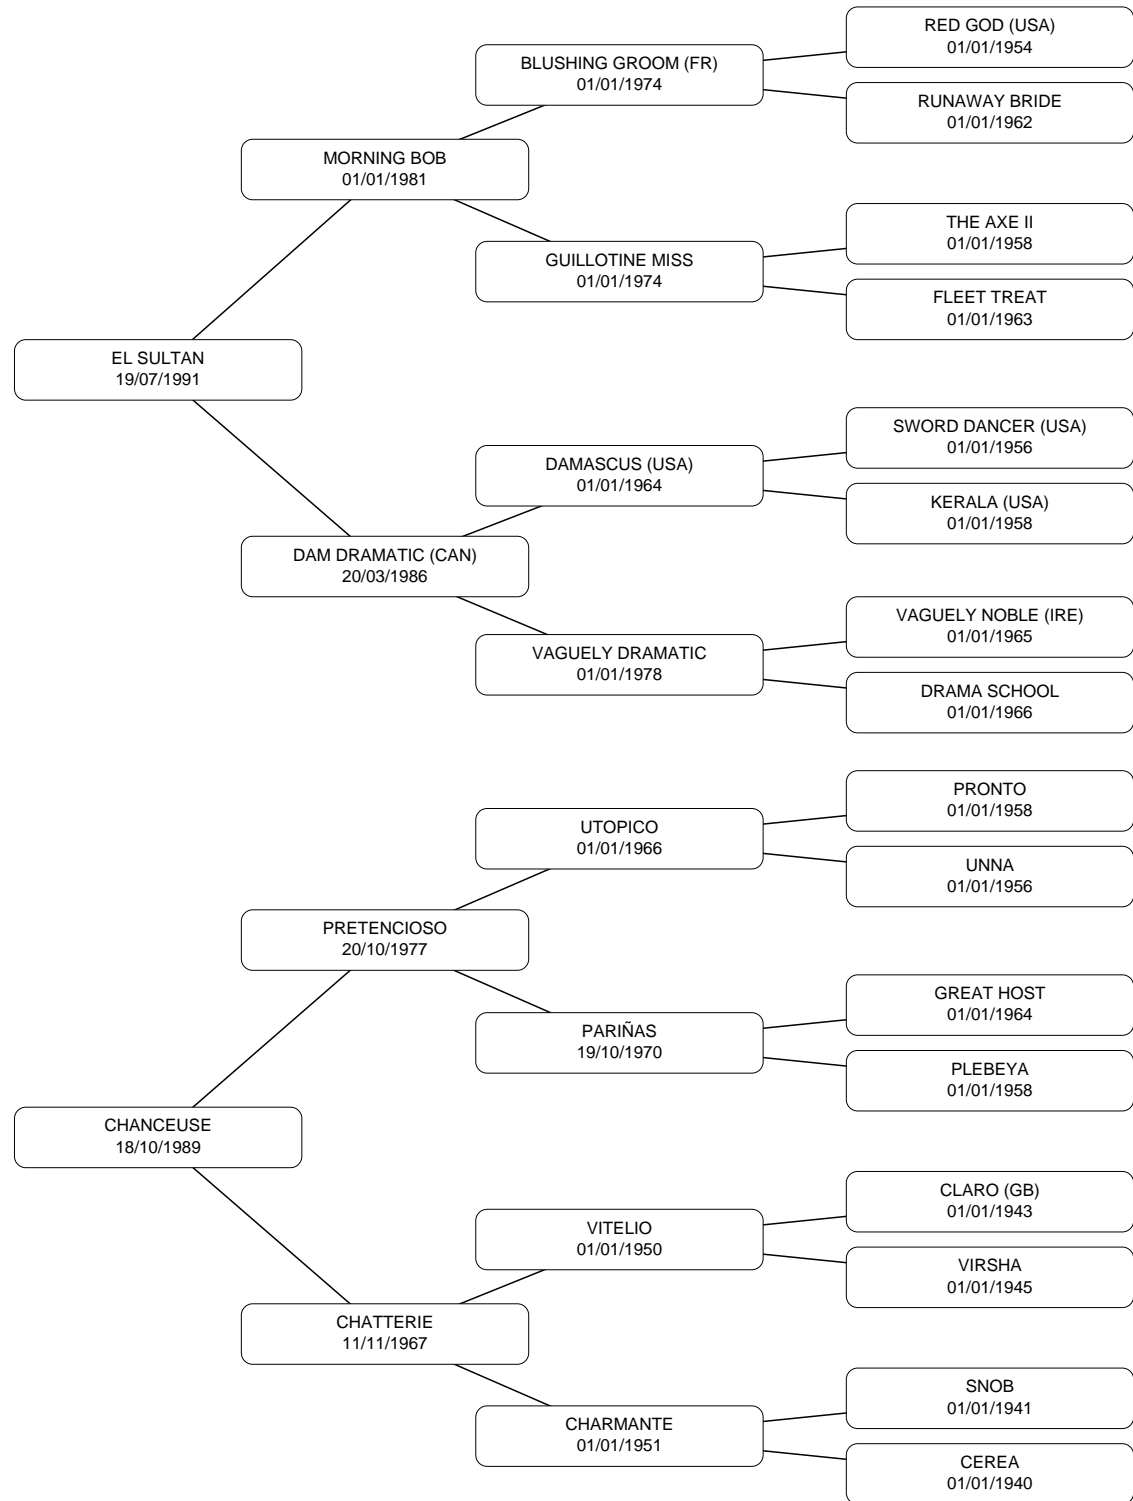 RED GOD (USA)
01/01/1954
BLUSHING GROOM (FR)
01/01/1974
RUNAWAY BRIDE
01/01/1962
MORNING BOB
01/01/1981
THE AXE II
01/01/1958
GUILLOTINE MISS
01/01/1974
FLEET TREAT
01/01/1963
EL SULTAN
19/07/1991
SWORD DANCER (USA)
01/01/1956
DAMASCUS (USA)
01/01/1964
KERALA (USA)
01/01/1958
DAM DRAMATIC (CAN)
20/03/1986
VAGUELY NOBLE (IRE)
01/01/1965
VAGUELY DRAMATIC
01/01/1978
DRAMA SCHOOL
01/01/1966
PRONTO
01/01/1958
UTOPICO
01/01/1966
UNNA
01/01/1956
PRETENCIOSO
20/10/1977
GREAT HOST
01/01/1964
PARIÑAS
19/10/1970
PLEBEYA
01/01/1958
CHANCEUSE
18/10/1989
CLARO (GB)
01/01/1943
VITELIO
01/01/1950
VIRSHA
01/01/1945
CHATTERIE
11/11/1967
SNOB
01/01/1941
CHARMANTE
01/01/1951
CEREA
01/01/1940